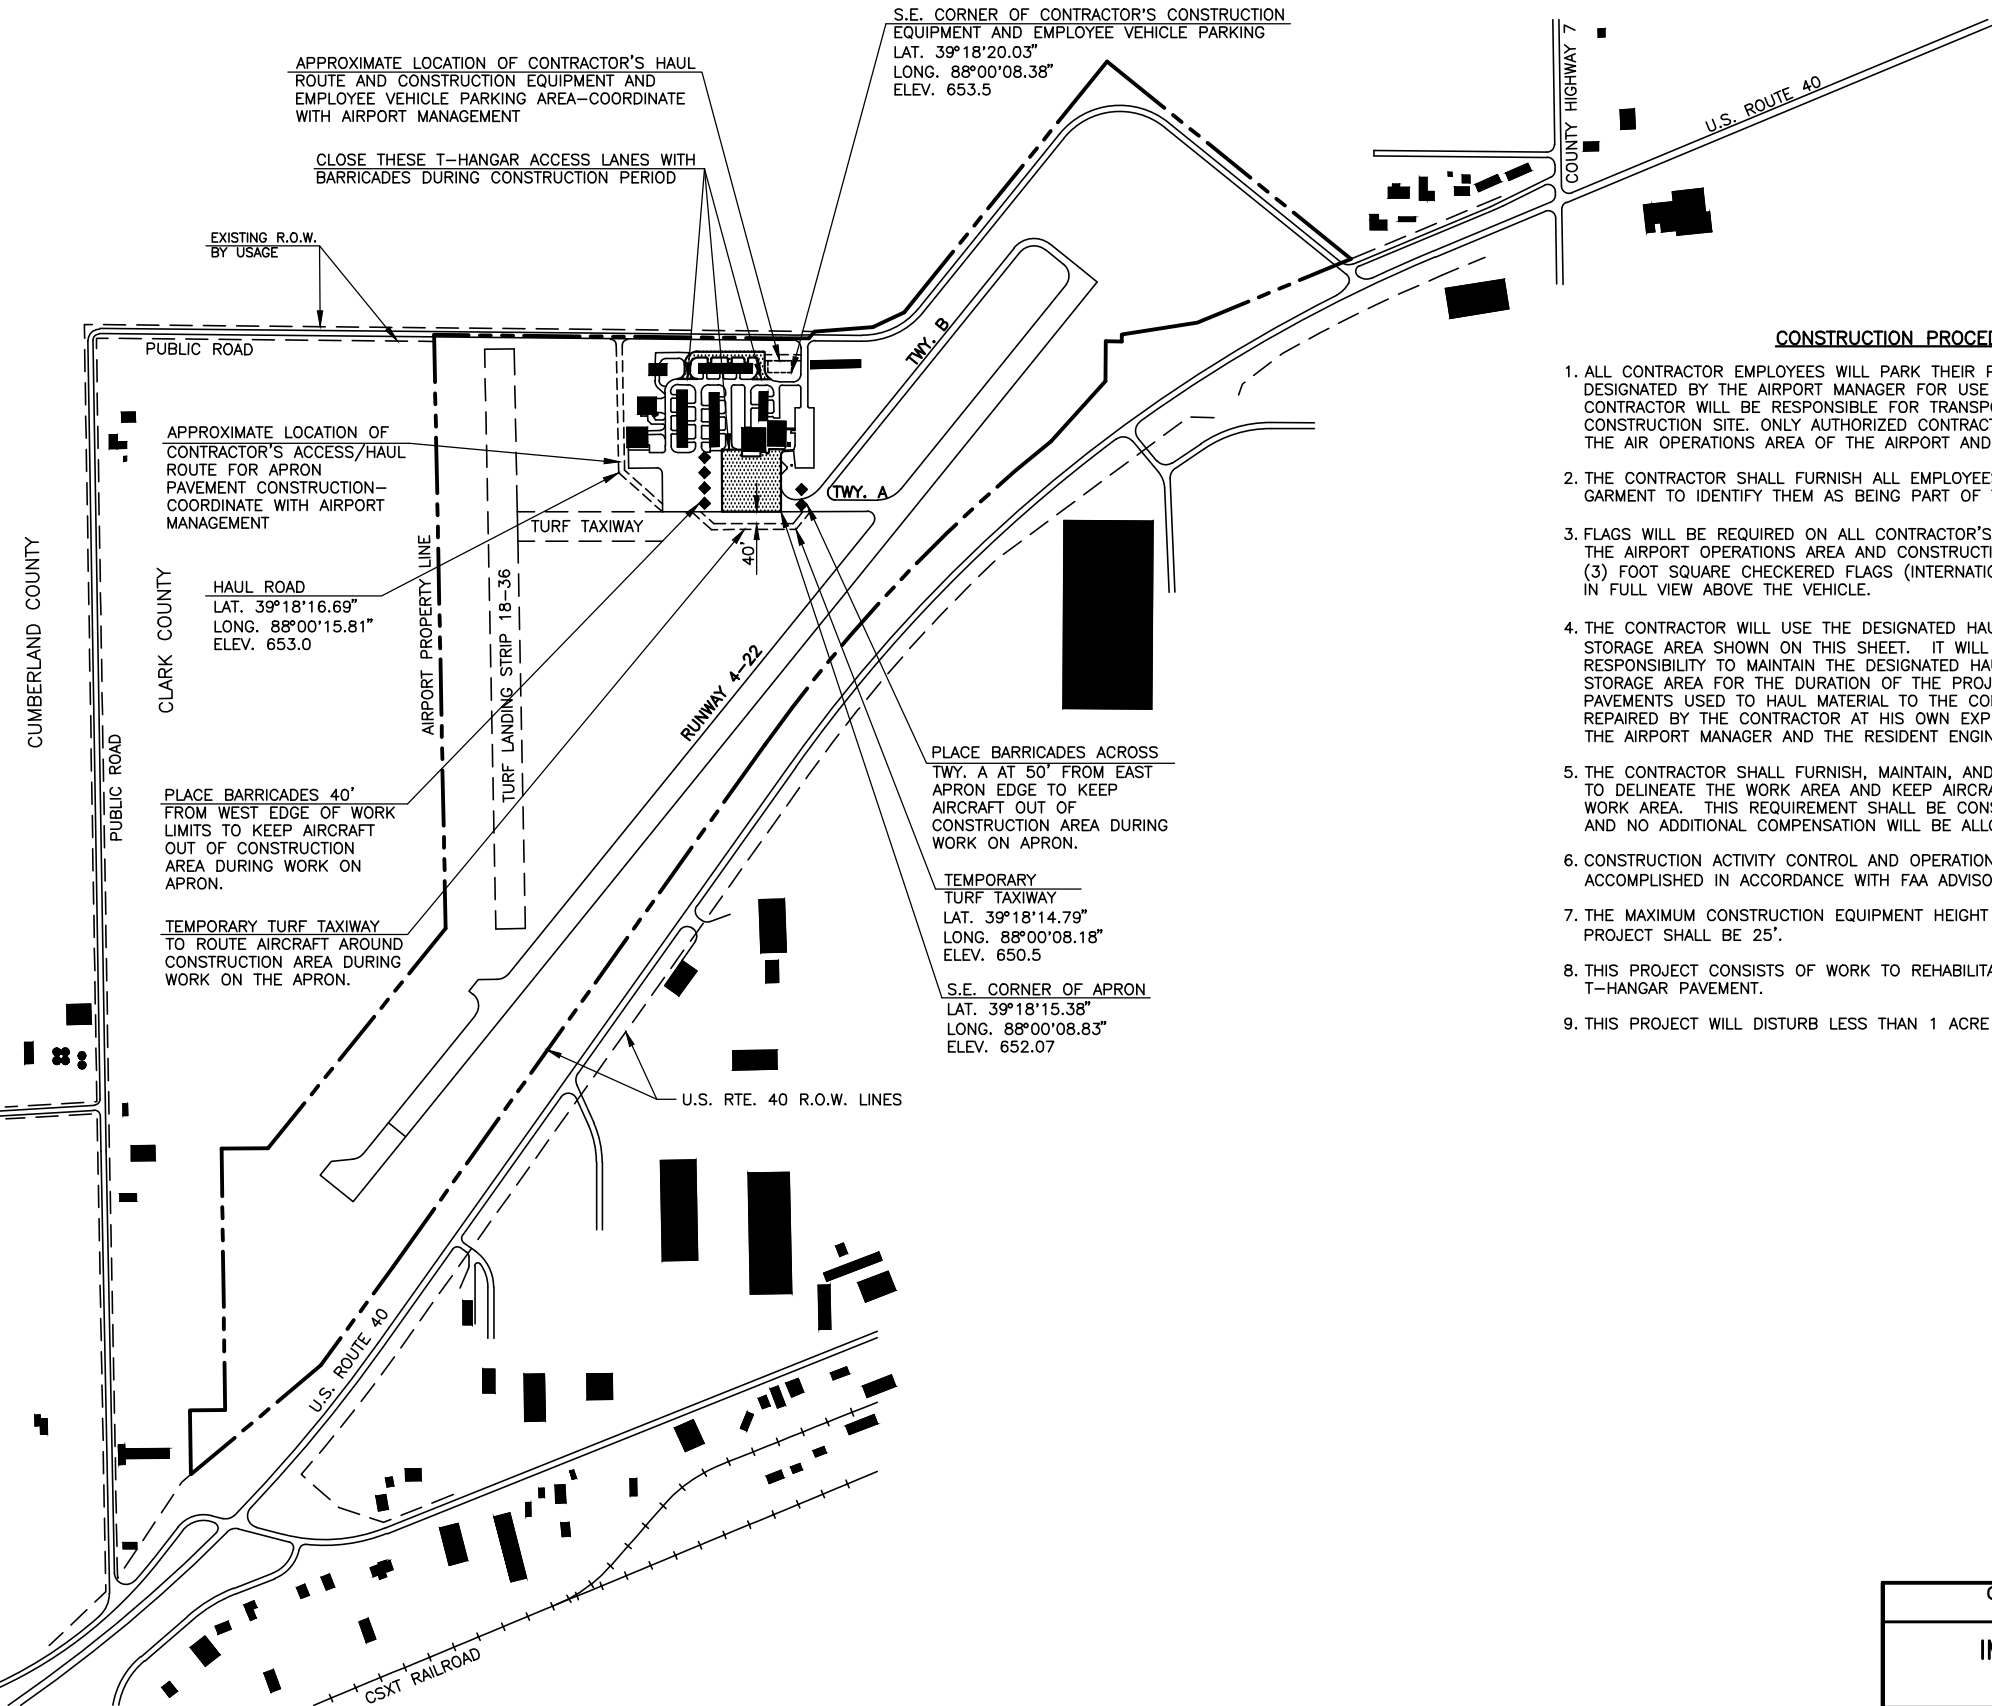 S.E. CORNER OF CONTRACTOR'S CONSTRUCTION
EQUIPMENT AND EMPLOYEE VEHICLE PARKING
LAT. 39°18'20.03"
LONG. 88°00'08.38"
ELEV. 653.5
APPROXIMATE LOCATION OF CONTRACTOR'S HAUL
ROUTE AND CONSTRUCTION EQUIPMENT AND
EMPLOYEE VEHICLE PARKING AREA-COORDINATE
WITH AIRPORT MANAGEMENT
CLOSE THESE T-HANGAR ACCESS LANES WITH
BARRICADES DURING CONSTRUCTION PERIOD
EXISTING R.O.W.
BY USAGE
PUBLIC ROAD
COUNTY HIGHWAY 7
U.S. ROUTE 40
TWY. B
TWY. A
APPROXIMATE LOCATION OF
CONTRACTOR'S ACCESS/HAUL
ROUTE FOR APRON
PAVEMENT CONSTRUCTION-
COORDINATE WITH AIRPORT
MANAGEMENT
TURF TAXIWAY
40'
HAUL ROAD
LAT. 39°18'16.69"
LONG. 88°00'15.81"
ELEV. 653.0
CUMBERLAND COUNTY
CLARK COUNTY
PUBLIC ROAD
AIRPORT PROPERTY LINE
TURF LANDING STRIP 18-36
RUNWAY 4-22
PLACE BARRICADES 40'
FROM WEST EDGE OF WORK
LIMITS TO KEEP AIRCRAFT
OUT OF CONSTRUCTION
AREA DURING WORK ON
APRON.
TEMPORARY TURF TAXIWAY
TO ROUTE AIRCRAFT AROUND
CONSTRUCTION AREA DURING
WORK ON THE APRON.
PLACE BARRICADES ACROSS
TWY. A AT 50' FROM EAST
APRON EDGE TO KEEP
AIRCRAFT OUT OF
CONSTRUCTION AREA DURING
WORK ON APRON.
TEMPORARY
TURF TAXIWAY
LAT. 39°18'14.79"
LONG. 88°00'08.18"
ELEV. 650.5
S.E. CORNER OF APRON
LAT. 39°18'15.38"
LONG. 88°00'08.83"
ELEV. 652.07
U.S. RTE. 40 R.O.W. LINES
U.S. ROUTE 40
CSXT RAILROAD
CONSTRUCTION PROCED
1. ALL CONTRACTOR EMPLOYEES WILL PARK THEIR P
DESIGNATED BY THE AIRPORT MANAGER FOR USE
CONTRACTOR WILL BE RESPONSIBLE FOR TRANSPO
CONSTRUCTION SITE. ONLY AUTHORIZED CONTRAC
THE AIR OPERATIONS AREA OF THE AIRPORT AND
2. THE CONTRACTOR SHALL FURNISH ALL EMPLOYEES
GARMENT TO IDENTIFY THEM AS BEING PART OF
3. FLAGS WILL BE REQUIRED ON ALL CONTRACTOR'S
THE AIRPORT OPERATIONS AREA AND CONSTRUCTI
(3) FOOT SQUARE CHECKERED FLAGS (INTERNATIO
IN FULL VIEW ABOVE THE VEHICLE.
4. THE CONTRACTOR WILL USE THE DESIGNATED HAU
STORAGE AREA SHOWN ON THIS SHEET. IT WILL
RESPONSIBILITY TO MAINTAIN THE DESIGNATED HAU
STORAGE AREA FOR THE DURATION OF THE PROJ
PAVEMENTS USED TO HAUL MATERIAL TO THE CO
REPAIRED BY THE CONTRACTOR AT HIS OWN EXP
THE AIRPORT MANAGER AND THE RESIDENT ENGIN
5. THE CONTRACTOR SHALL FURNISH, MAINTAIN, AND
TO DELINEATE THE WORK AREA AND KEEP AIRCRA
WORK AREA. THIS REQUIREMENT SHALL BE CONS
AND NO ADDITIONAL COMPENSATION WILL BE ALLO
6. CONSTRUCTION ACTIVITY CONTROL AND OPERATION
ACCOMPLISHED IN ACCORDANCE WITH FAA ADVISO
7. THE MAXIMUM CONSTRUCTION EQUIPMENT HEIGHT
PROJECT SHALL BE 25'.
8. THIS PROJECT CONSISTS OF WORK TO REHABILITA
T-HANGAR PAVEMENT.
9. THIS PROJECT WILL DISTURB LESS THAN 1 ACRE